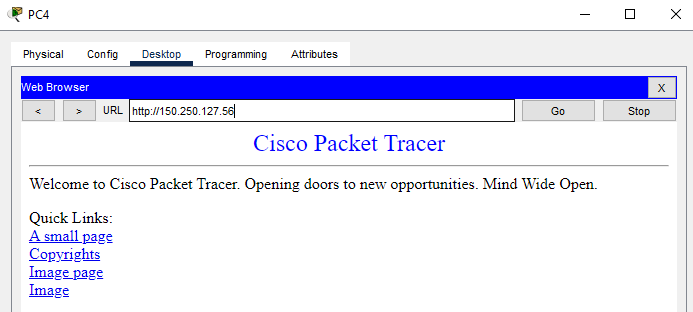 PC4
Physical Config Desktop Programming Attributes
Web Browser X
< > URL http://150.250.127.56 Go Stop
Cisco Packet Tracer
Welcome to Cisco Packet Tracer. Opening doors to new opportunities. Mind Wide Open.
Quick Links:
A small page
Copyrights
Image page
Image